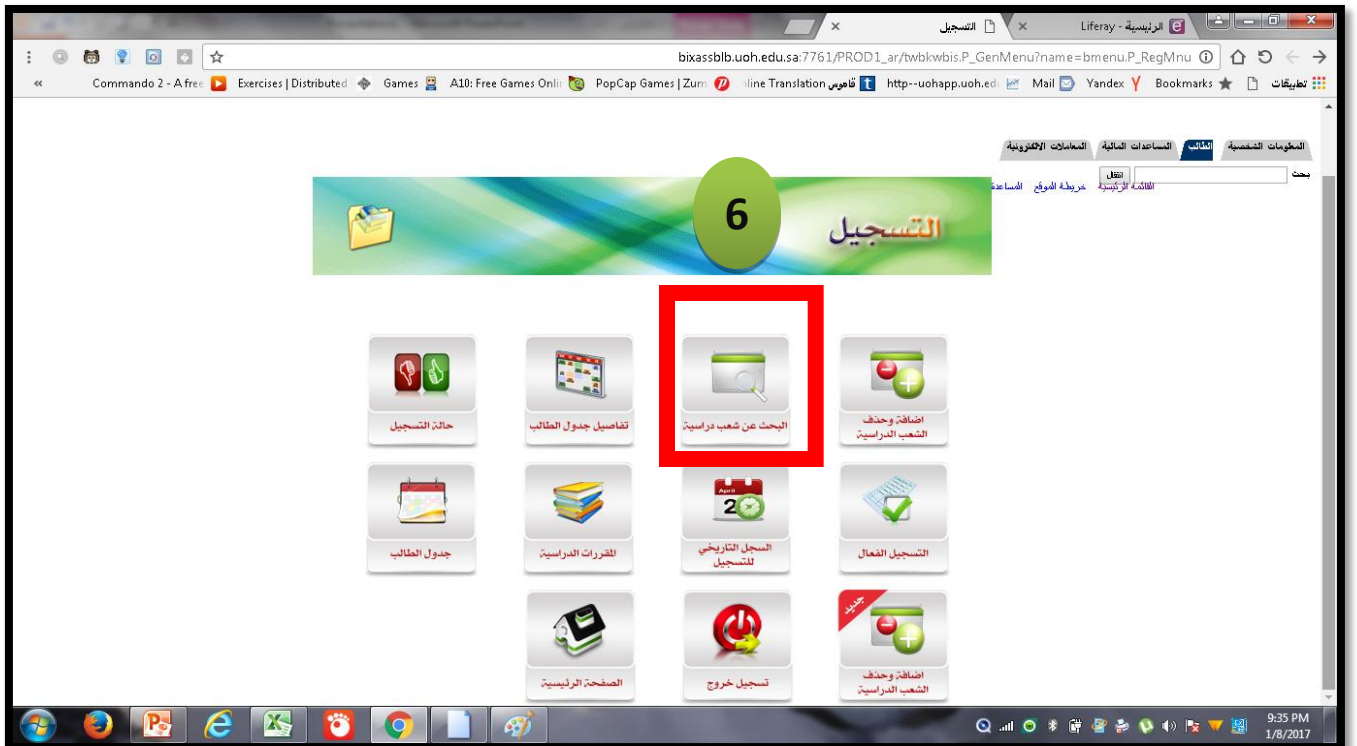 الرئيسية - Liferay
التسجيل
bixassblb.uoh.edu.sa:7761/PROD1_ar/twbkwbis.P_GenMenu?name=bmenu.P_RegMnu
تطبيقات
Bookmarks
Yandex
Mail
http--uohapp.uoh.ed
قاموس nline Translation
PopCap Games | Zum
A10: Free Games Onli
Games
Exercises | Distributed
Commando 2 - A free
المعلومات الشخصية الطالب المساعدات المالية المعاملات الالكترونية
بحث انتقال
القائمة الرئيسية خريطة الموقع المساعدة
التسجيل
6
اضافة وحذف
الشعب الدراسية
البحث عن شعب دراسية
تفاصيل جدول الطالب
حالة التسجيل
التسجيل الفعال
April
2
السجل التاريخي
للتسجيل
المقررات الدراسية
جدول الطالب
جديد
اضافة وحذف
الشعب الدراسية
تسجيل خروج
الصفحة الرئيسية
9:35 PM
1/8/2017